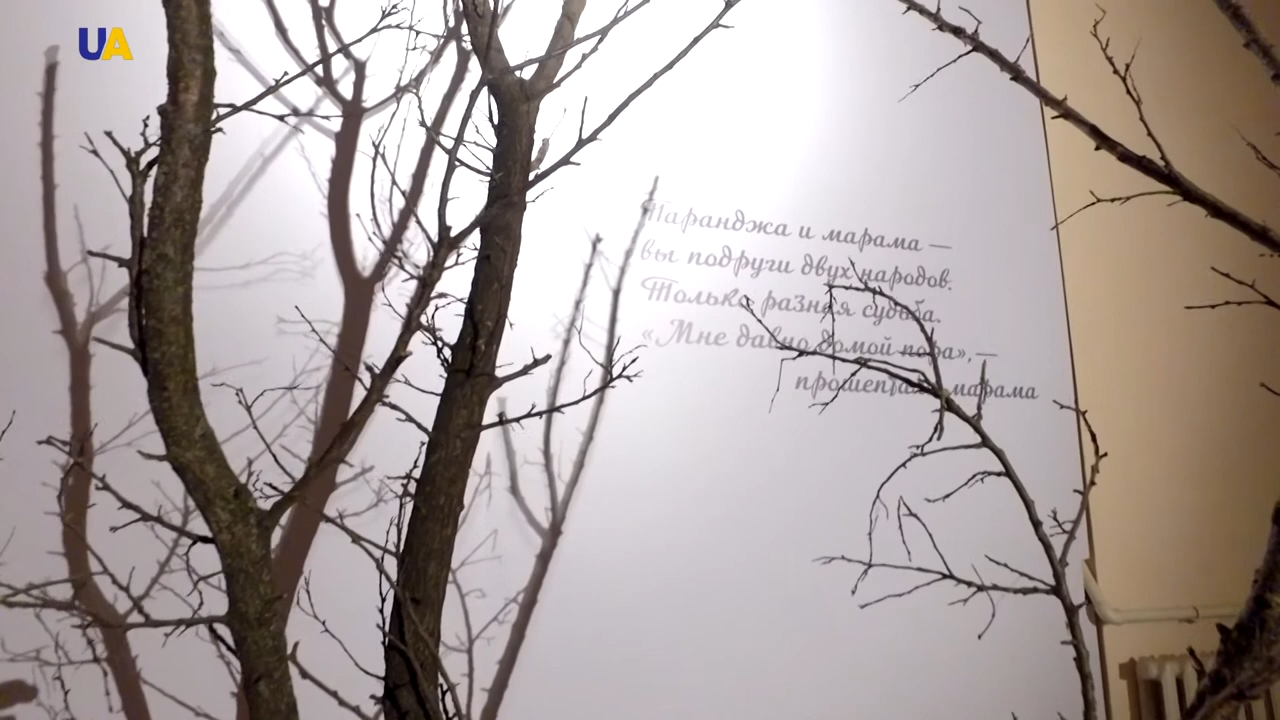 UA
Паранджа и марама —
вы подруги двух народов.
Только разная судьба.
«Мне давно домой пора», —
прошептала марама